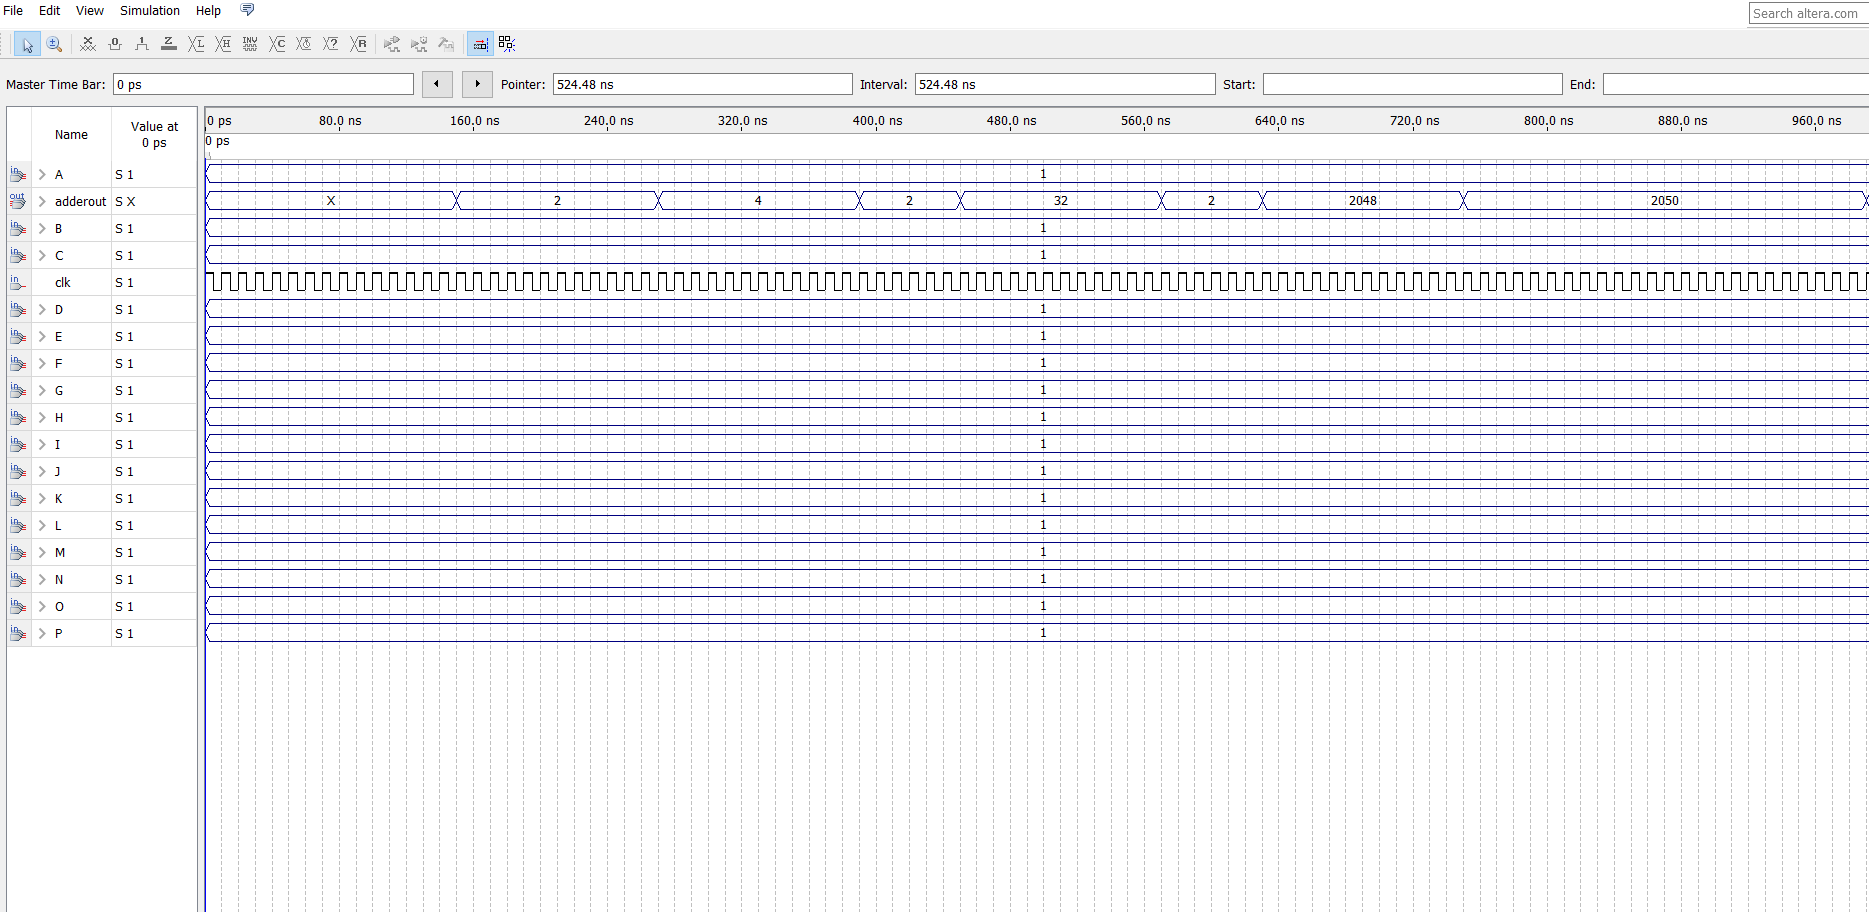 File Edit View Simulation Help
Search altera.com
Master Time Bar: 0 ps Pointer: 524.48 ns Interval: 524.48 ns Start: End:
Name Value at 0 ps
0 ps 80.0 ns 160.0 ns 240.0 ns 320.0 ns 400.0 ns 480.0 ns 560.0 ns 640.0 ns 720.0 ns 800.0 ns 880.0 ns 960.0 ns
0 ps
A S 1 1
adderout S X X 2 4 2 32 2 2048 2050
B S 1 1
C S 1 1
clk S 1
D S 1 1
E S 1 1
F S 1 1
G S 1 1
H S 1 1
I S 1 1
J S 1 1
K S 1 1
L S 1 1
M S 1 1
N S 1 1
O S 1 1
P S 1 1